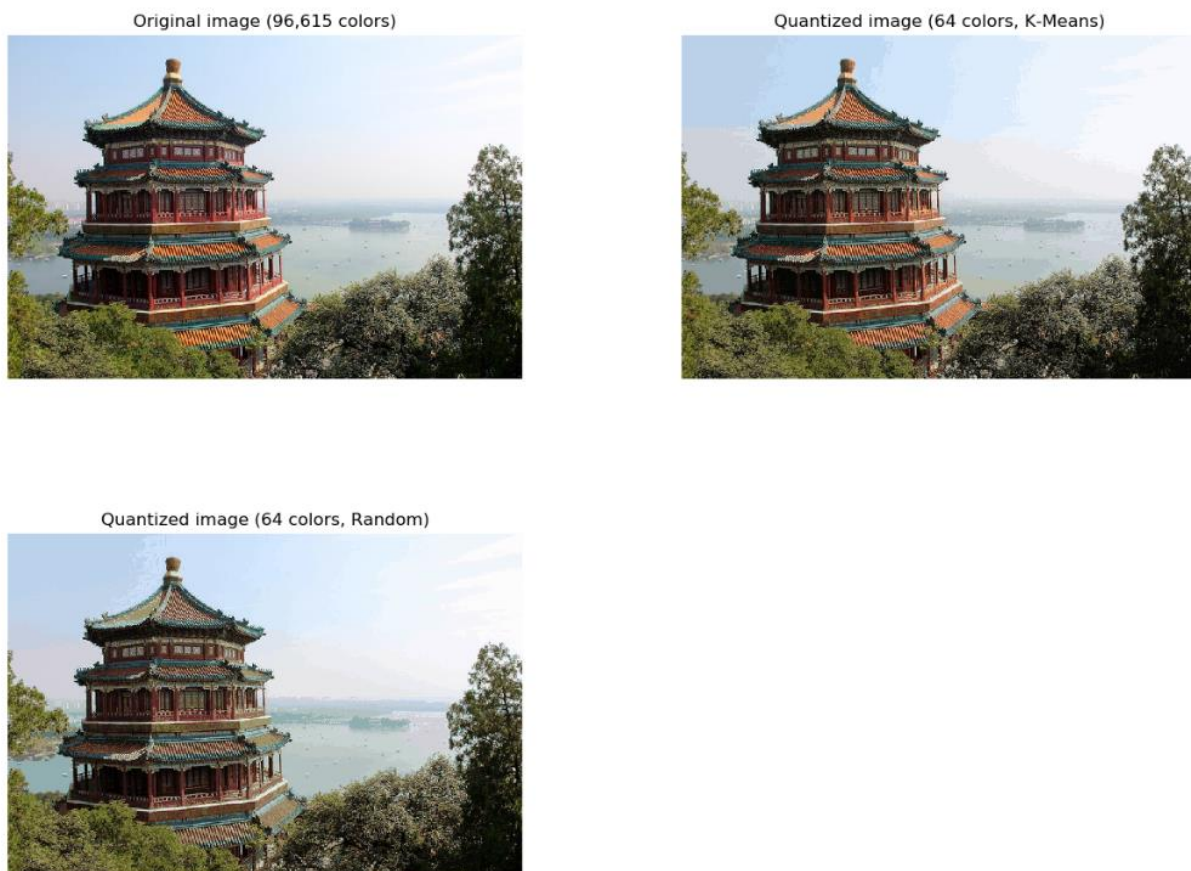 Original image (96,615 colors)
Quantized image (64 colors, K-Means)
Quantized image (64 colors, Random)